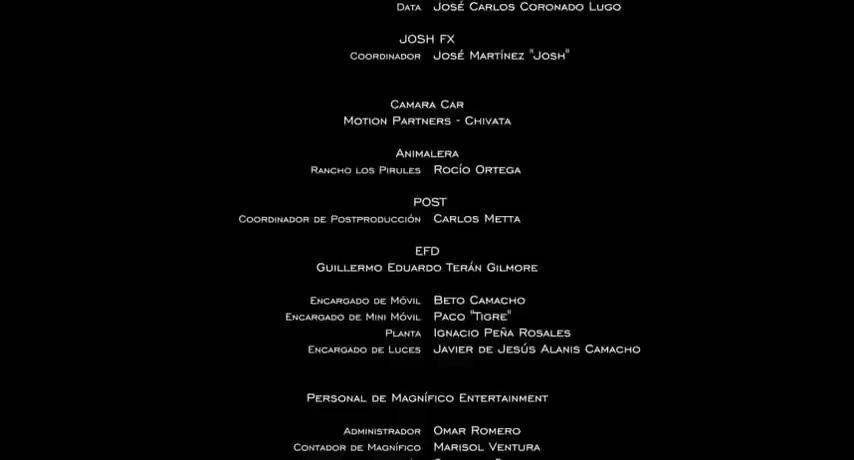 Data José Carlos Coronado Lugo
JOSH FX
Coordinador José Martínez "Josh"
Camara Car
Motion Partners - Chivata
Animalera
Rancho los Pirules Rocío Ortega
POST
Coordinador de Postproducción Carlos Metta
EFD
Guillermo Eduardo Terán Gilmore
Encargado de Móvil Beto Camacho
Encargado de Mini Móvil Paco "Tigre"
Planta Ignacio Peña Rosales
Encargado de Luces Javier de Jesús Alanis Camacho
Personal de Magnífico Entertainment
Administrador Omar Romero
Contador de Magnífico Marisol Ventura